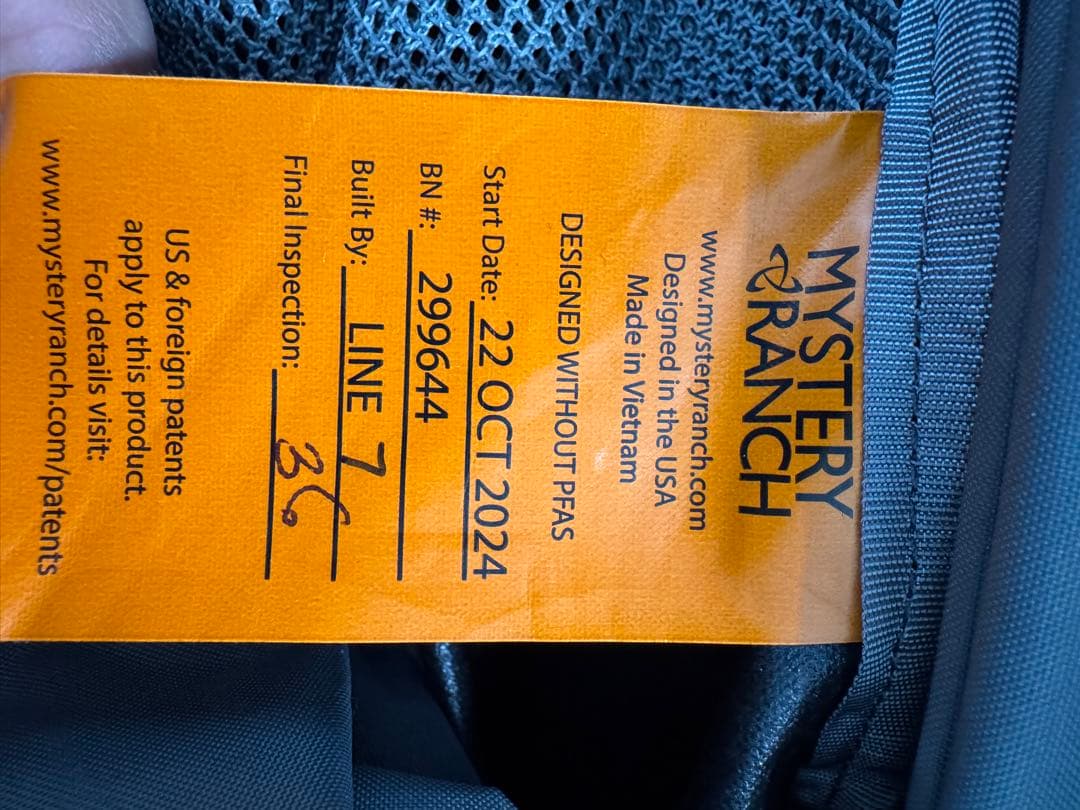 MYSTERY
RANCH
www.mysteryranch.com
Designed in the USA
Made in Vietnam
DESIGNED WITHOUT PFAS
Start Date: 22 OCT 2024
BN #: 299644
Built By: LINE 7
Final Inspection: 36
US & foreign patents
apply to this product.
For details visit:
www.mysteryranch.com/patents